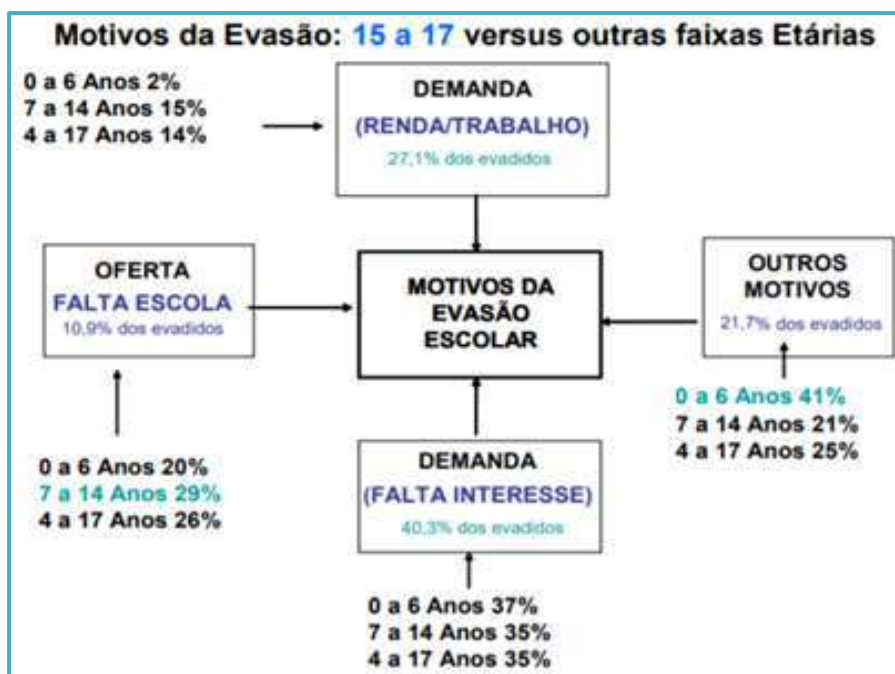 Motivos da Evasão: 15 a 17 versus outras faixas Etárias
0 a 6 Anos 2%
7 a 14 Anos 15%
4 a 17 Anos 14%
DEMANDA
(RENDA/TRABALHO)
27,1% dos evadidos
OFERTA
FALTA ESCOLA
10,9% dos evadidos
MOTIVOS DA
EVASÃO
ESCOLAR
OUTROS
MOTIVOS
21,7% dos evadidos
0 a 6 Anos 41%
7 a 14 Anos 21%
4 a 17 Anos 25%
0 a 6 Anos 20%
7 a 14 Anos 29%
4 a 17 Anos 26%
DEMANDA
(FALTA INTERESSE)
40,3% dos evadidos
0 a 6 Anos 37%
7 a 14 Anos 35%
4 a 17 Anos 35%